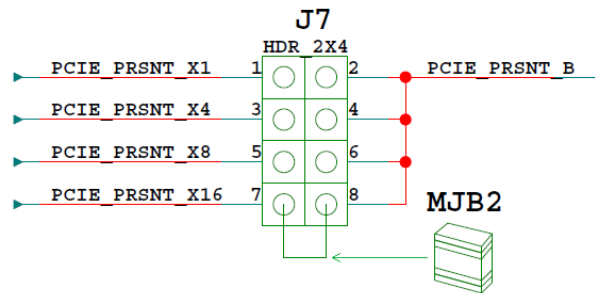 J7
HDR_2X4
PCIE_PRSNT_X1 1 2 PCIE_PRSNT_B
PCIE_PRSNT_X4 3 4
PCIE_PRSNT_X8 5 6
PCIE_PRSNT_X16 7 8
MJB2